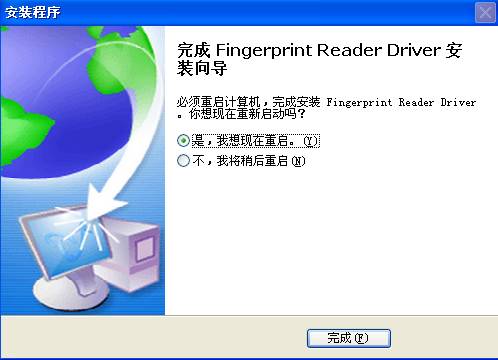 安装程序
完成 Fingerprint Reader Driver 安
装向导
必须重启计算机，完成安装 Fingerprint Reader Driver
。你想现在重新启动吗？
是，我想现在重启。(Y)
不，我将稍后重启(N)
完成(F)